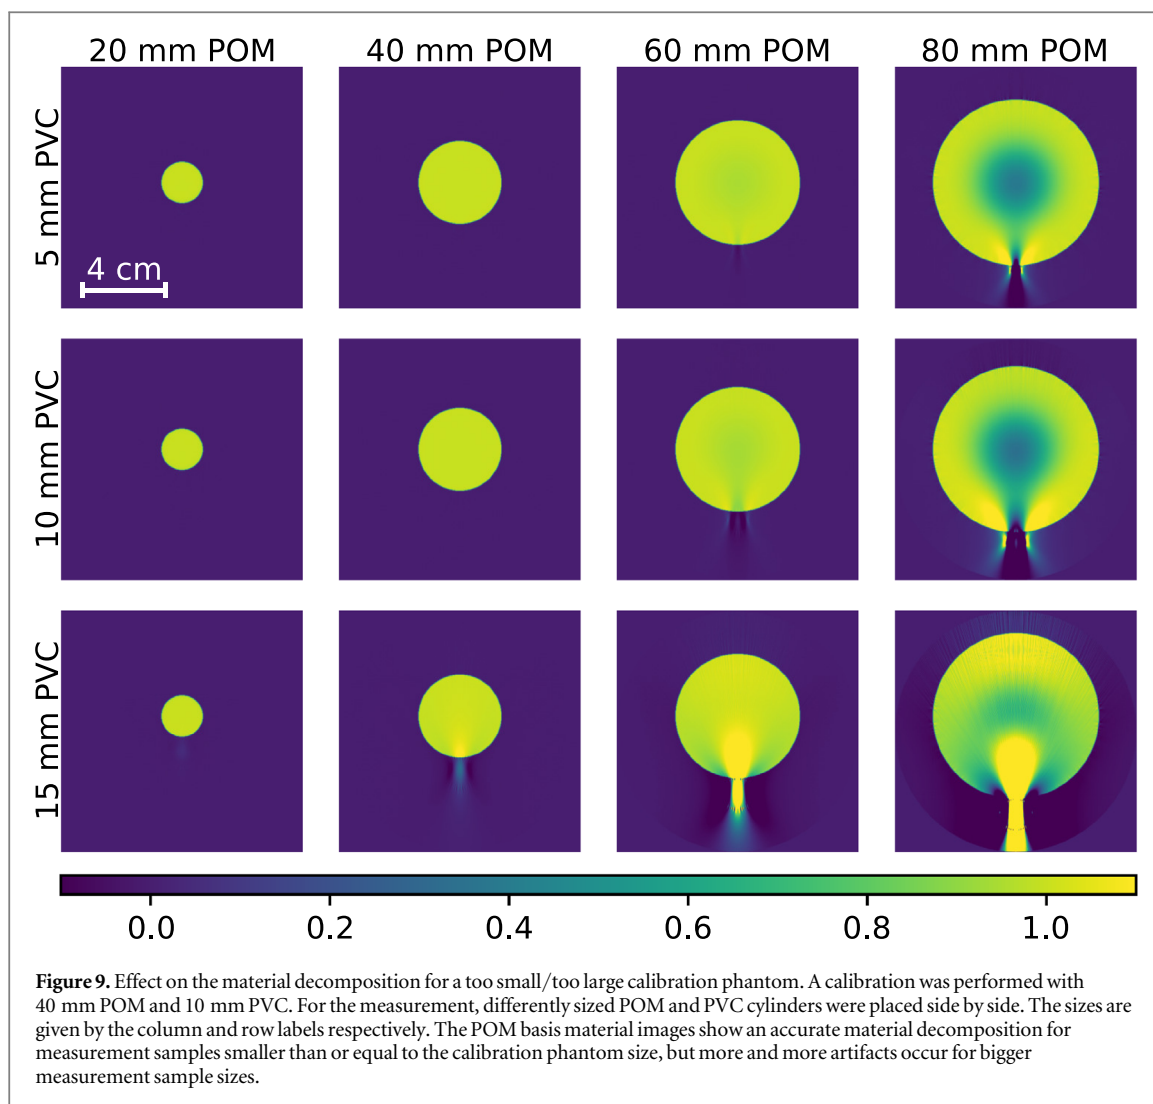 20 mm POM 40 mm POM 60 mm POM 80 mm POM
5 mm PVC
4 cm
10 mm PVC
15 mm PVC
0.0 0.2 0.4 0.6 0.8 1.0
Figure 9. Effect on the material decomposition for a too small/too large calibration phantom. A calibration was performed with
40 mm POM and 10 mm PVC. For the measurement, differently sized POM and PVC cylinders were placed side by side. The sizes are
given by the column and row labels respectively. The POM basis material images show an accurate material decomposition for
measurement samples smaller than or equal to the calibration phantom size, but more and more artifacts occur for bigger
measurement sample sizes.